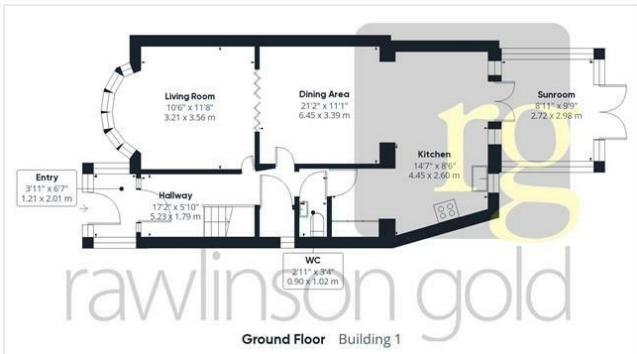 Living Room
10'6" x 11'8"
3.21 x 3.56 m
Dining Area
21'2" x 11'1"
6.45 x 3.39 m
Sunroom
8'11" x 9'9"
2.72 x 2.98 m
Kitchen
14'7" x 8'6"
4.45 x 2.60 m
Entry
3'11" x 6'7"
1.21 x 2.01 m
Hallway
17'2" x 5'10"
5.23 x 1.79 m
WC
2'11" x 3'4"
0.90 x 1.02 m
rg
rawlinson gold
Ground Floor Building 1